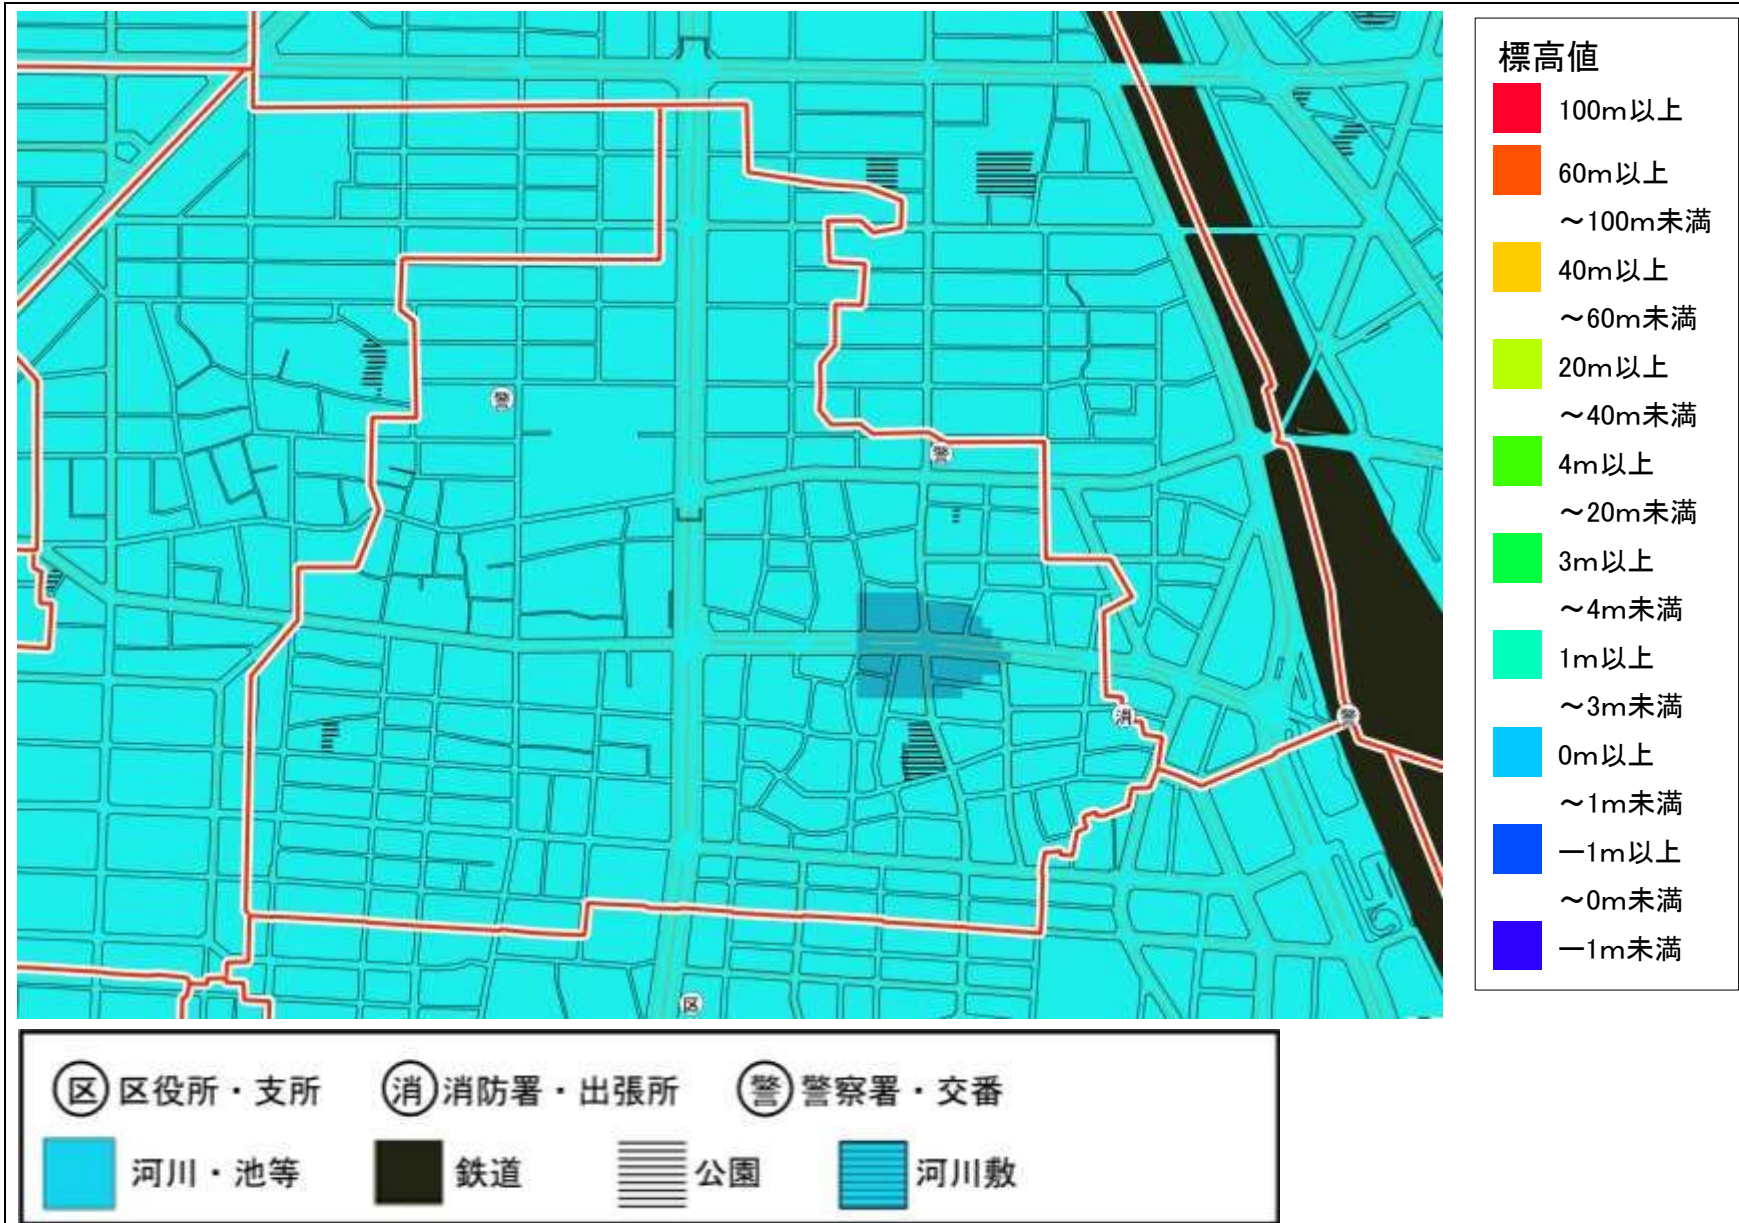 標高値
100m以上
60m以上
～100m未満
40m以上
～60m未満
20m以上
～40m未満
4m以上
～20m未満
3m以上
～4m未満
1m以上
～3m未満
0m以上
～1m未満
－1m以上
～0m未満
－1m未満
警
警
消
警
区
区 区役所・支所 消 消防署・出張所 警 警察署・交番
河川・池等 鉄道 公園 河川敷